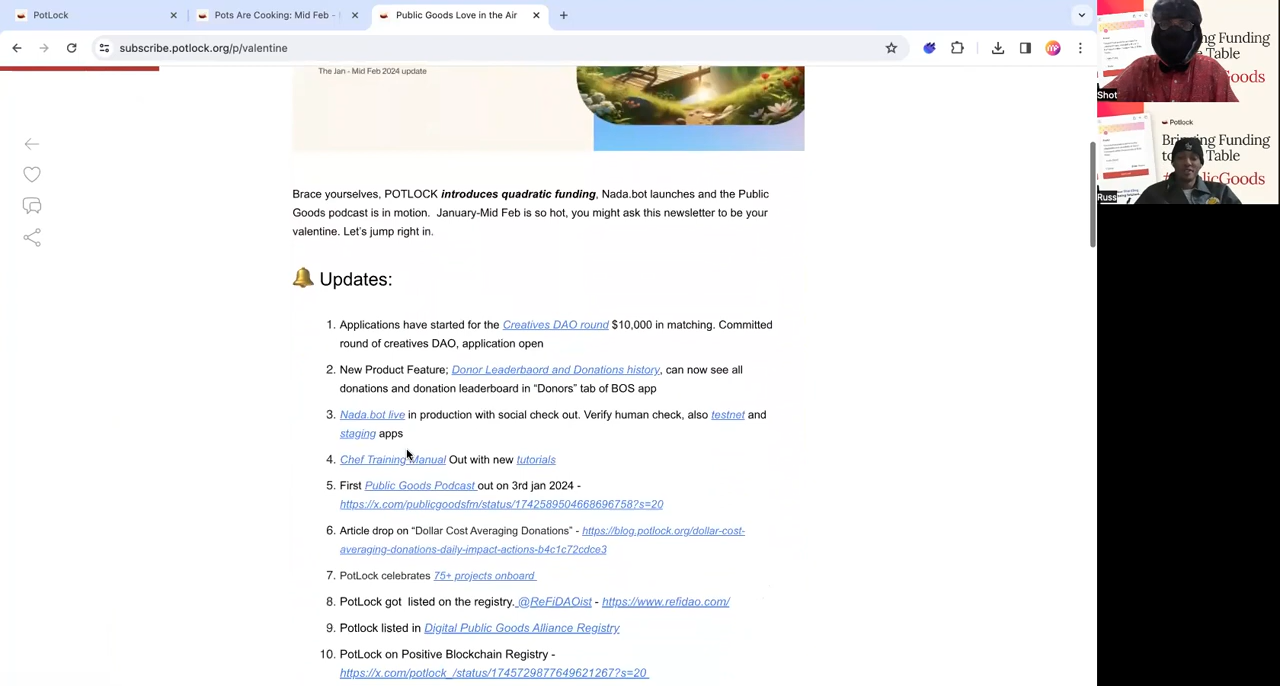 PotLock
Pots Are Cooking: Mid Feb -
Public Goods Love in the Air
subscribe.potlock.org/p/valentine
The Jan - Mid Feb 2024 update
Brace yourselves, POTLOCK introduces quadratic funding, Nada.bot launches and the Public
Goods podcast is in motion. January-Mid Feb is so hot, you might ask this newsletter to be your
valentine. Let's jump right in.
Updates:
1. Applications have started for the Creatives DAO round $10,000 in matching. Committed
round of creatives DAO, application open
2. New Product Feature; Donor Leaderbaord and Donations history, can now see all
donations and donation leaderboard in "Donors" tab of BOS app
3. Nada.bot live in production with social check out. Verify human check, also testnet and
staging apps
4. Chef Training Manual Out with new tutorials
5. First Public Goods Podcast out on 3rd jan 2024 -
https://x.com/publicgoodsfm/status/1742589504668696758?s=20
6. Article drop on "Dollar Cost Averaging Donations" - https://blog.potlock.org/dollar-cost-
averaging-donations-daily-impact-actions-b4c1c72cdce3
7. PotLock celebrates 75+ projects onboard
8. PotLock got listed on the registry. @ReFiDAOist - https://www.refidao.com/
9. Potlock listed in Digital Public Goods Alliance Registry
10. PotLock on Positive Blockchain Registry -
https://x.com/potlock_/status/1745729877649621267?s=20
ng Funding
Table
Goods
Shot
Potlock
Bringing Funding
to Table
Goods
Russ